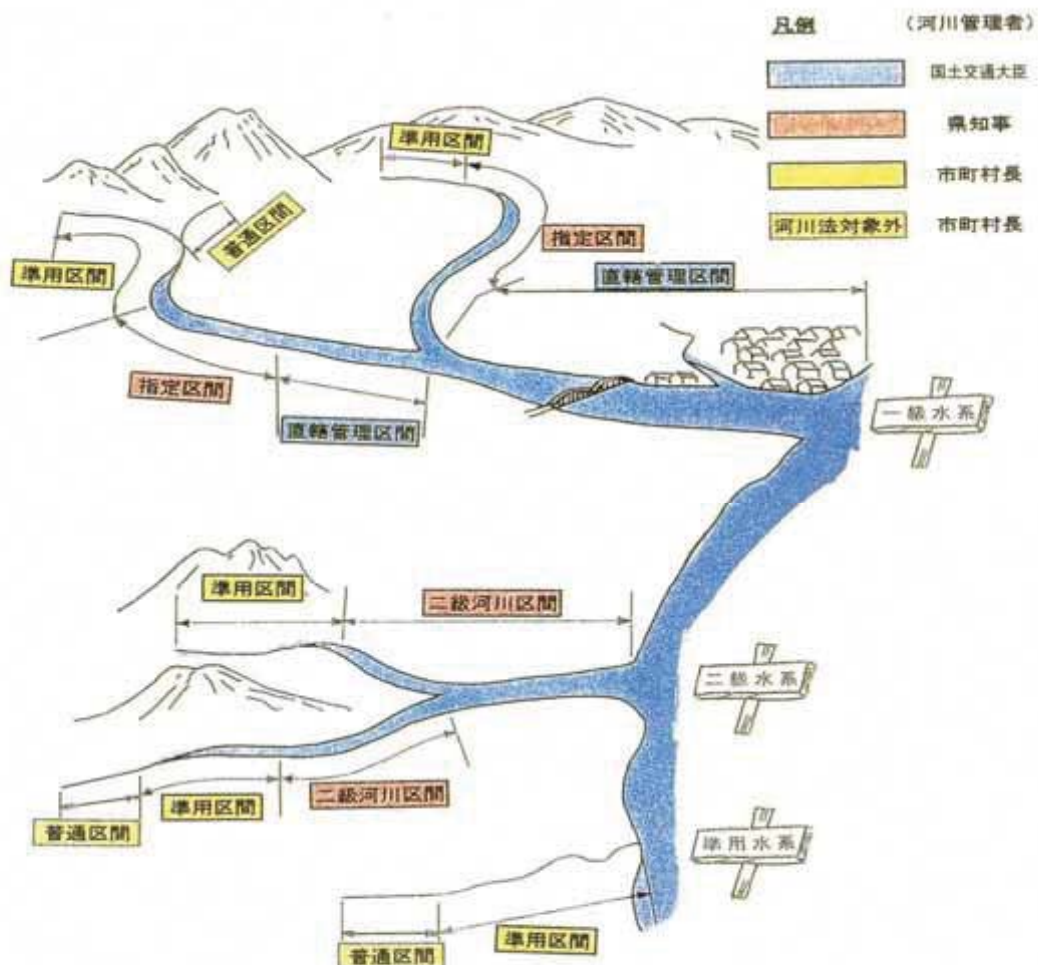 凡例 (河川管理者)
国土交通大臣
県知事
市町村長
河川法対象外 市町村長
準用区間
普通区間
準用区間
指定区間
直轄管理区間
指定区間
直轄管理区間
一級水系
準用区間
二級河川区間
二級水系
二級河川区間
準用区間
普通区間
準用水系
準用区間
普通区間